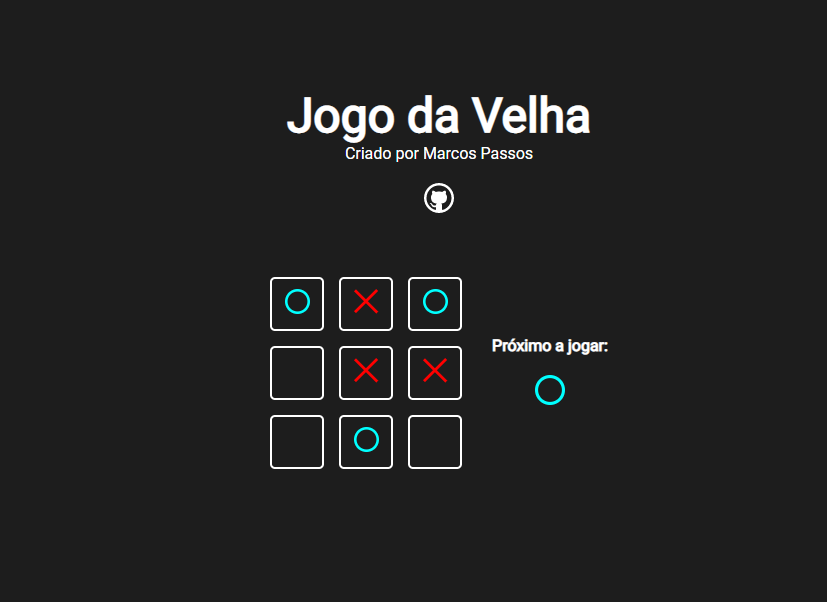 Jogo da Velha
Criado por Marcos Passos
Próximo a jogar: